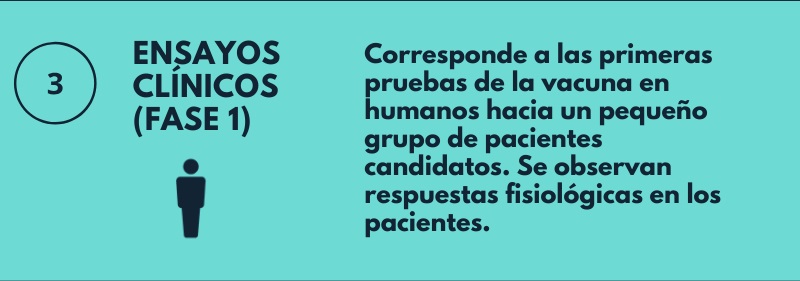 3
ENSAYOS
CLÍNICOS
(FASE 1)
Corresponde a las primeras
pruebas de la vacuna en
humanos hacia un pequeño
grupo de pacientes
candidatos. Se observan
respuestas fisiológicas en los
pacientes.